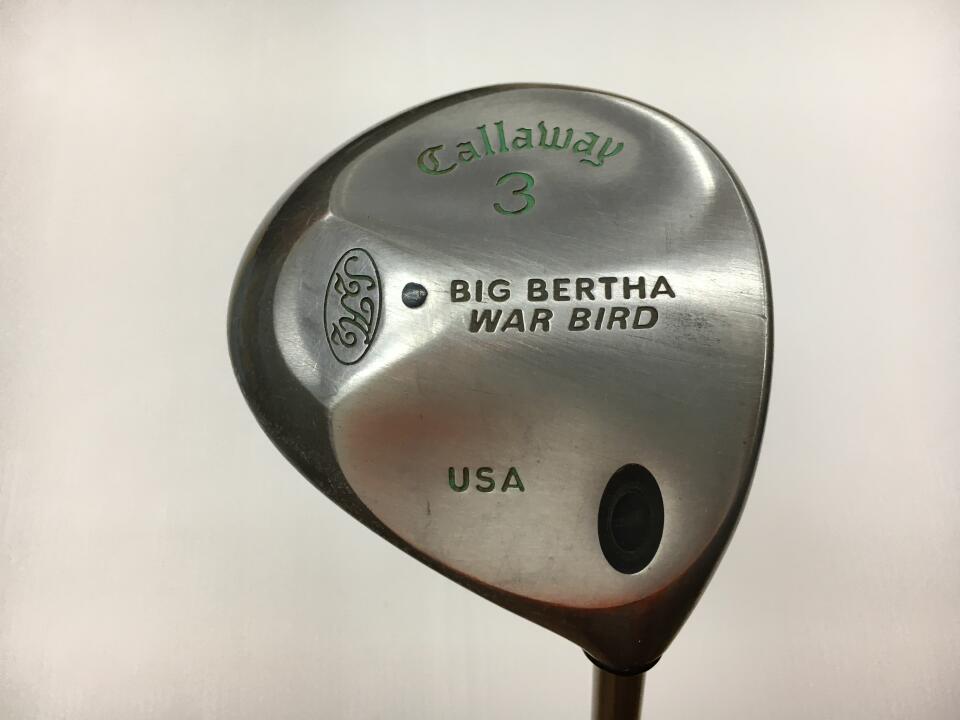 Callaway
3
BIG BERTHA
WAR BIRD
S2H2
USA